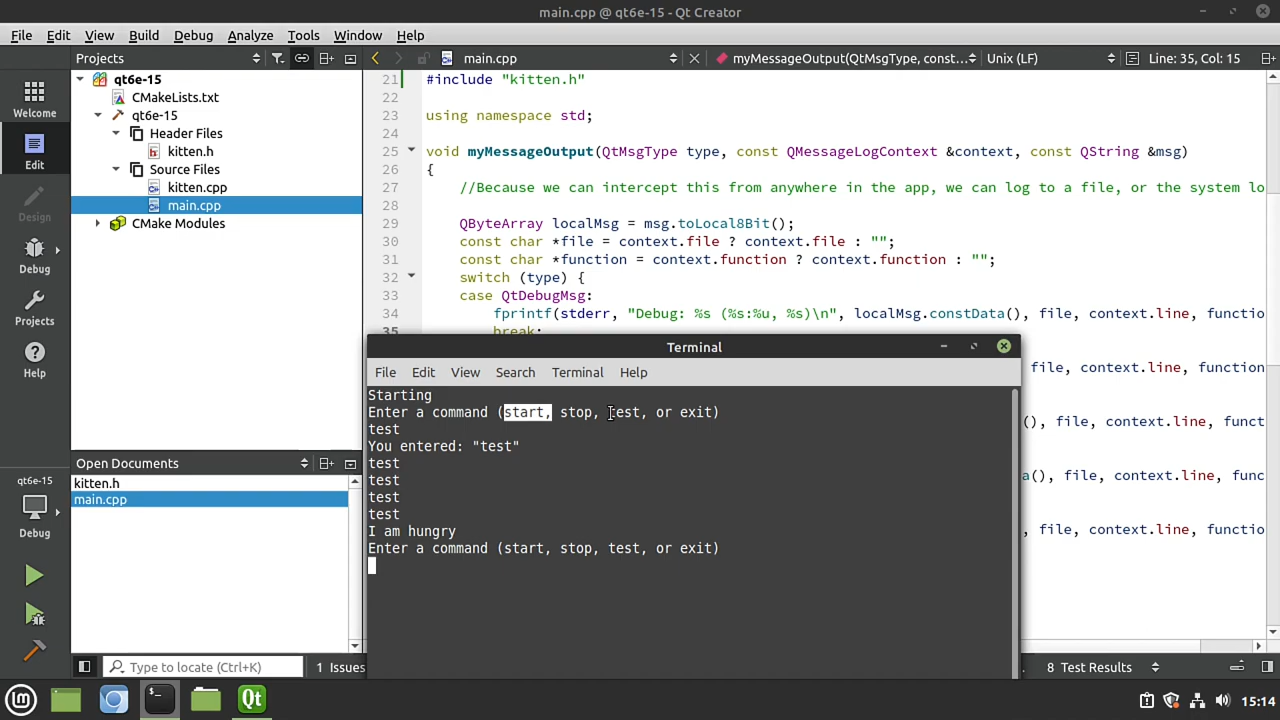 main.cpp @ qt6e-15 - Qt Creator
File Edit View Build Debug Analyze Tools Window Help
Projects
main.cpp
myMessageOutput(QtMsgType, const...
Unix (LF)
Line: 35, Col: 15
Welcome
Edit
Design
Debug
Projects
Help
qt6e-15
CMakeLists.txt
qt6e-15
Header Files
kitten.h
Source Files
kitten.cpp
main.cpp
CMake Modules
21 #include "kitten.h"
22
23 using namespace std;
24
25 void myMessageOutput(QtMsgType type, const QMessageLogContext &context, const QString &msg)
26 {
27 //Because we can intercept this from anywhere in the app, we can log to a file, or the system lo
28
29 QByteArray localMsg = msg.toLocal8Bit();
30 const char *file = context.file ? context.file : "";
31 const char *function = context.function ? context.function : "";
32 switch (type) {
33 case QtDebugMsg:
34 fprintf(stderr, "Debug: %s (%s:%u, %s)\n", localMsg.constData(), file, context.line, functio
35 break;
file, context.line, function
(), file, context.line, functi
a(), file, context.line, func
, file, context.line, functio
Open Documents
kitten.h
main.cpp
qt6e-15
Debug
Terminal
File Edit View Search Terminal Help
Starting
Enter a command (start, stop, test, or exit)
test
You entered: "test"
test
test
test
test
I am hungry
Enter a command (start, stop, test, or exit)
Type to locate (Ctrl+K)
1 Issues
8 Test Results
Qt
15:14